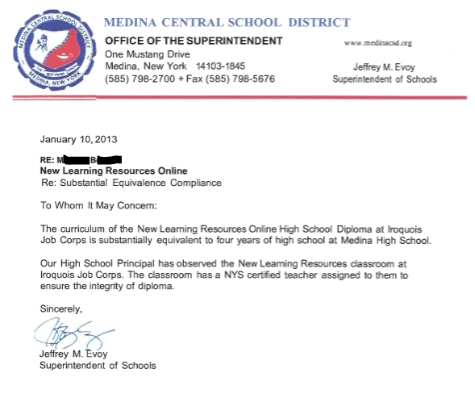 MEDINA CENTRAL SCHOOL DISTRICT
MEDINA, NEW YORK
MEDINA CENTRAL SCHOOL DISTRICT
OFFICE OF THE SUPERINTENDENT
www.medinacsd.org
One Mustang Drive
Medina, New York 14103-1845
Jeffrey M. Evoy
(585) 798-2700 • Fax (585) 798-5676
Superintendent of Schools
January 10, 2013
RE: M B
New Learning Resources Online
Re: Substantial Equivalence Compliance
To Whom It May Concern:
The curriculum of the New Learning Resources Online High School Diploma at Iroquois
Job Corps is substantially equivalent to four years of high school at Medina High School.
Our High School Principal has observed the New Learning Resources classroom at
Iroquois Job Corps. The classroom has a NYS certified teacher assigned to them to
ensure the integrity of diploma.
Sincerely,
Jeffrey M. Evoy
Superintendent of Schools